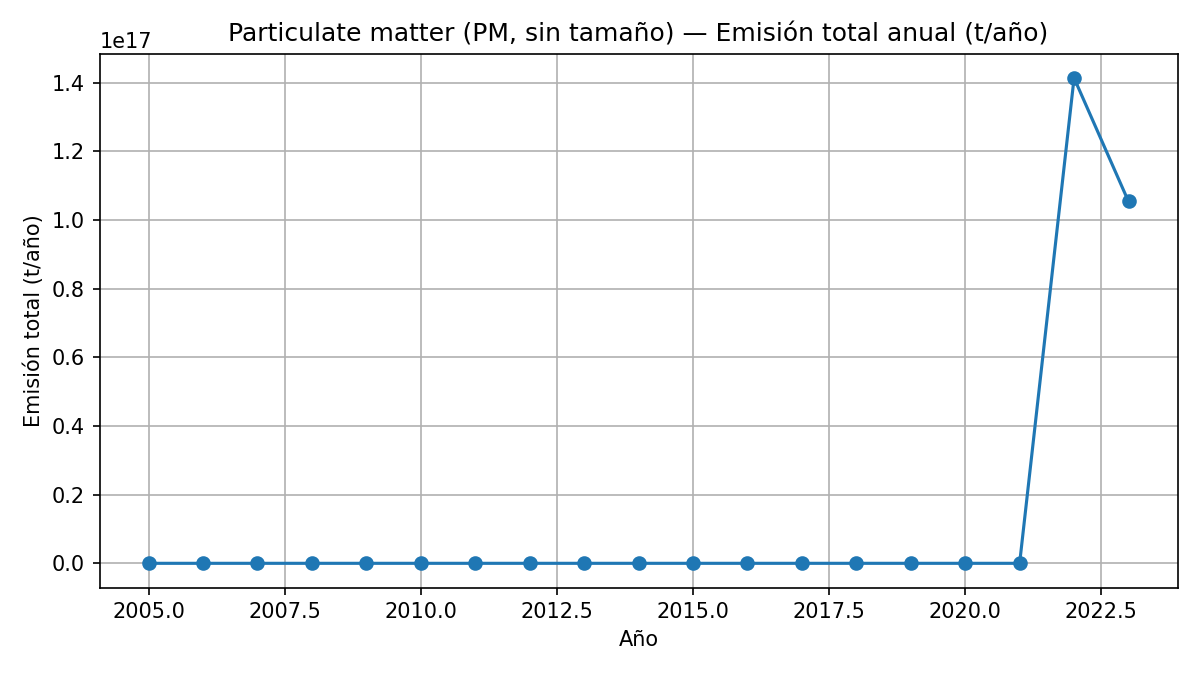 Particulate matter (PM, sin tamaño) — Emisión total anual (t/año)
1e17
1.4
1.2
1.0
0.8
0.6
0.4
0.2
0.0
Emisión total (t/año)
2005.0 2007.5 2010.0 2012.5 2015.0 2017.5 2020.0 2022.5
Año